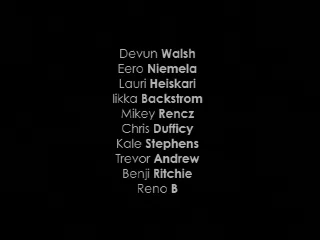 Devun Walsh
Eero Niemela
Lauri Heiskari
Iikka Backstrom
Mikey Rencz
Chris Dufficy
Kale Stephens
Trevor Andrew
Benji Ritchie
Reno B